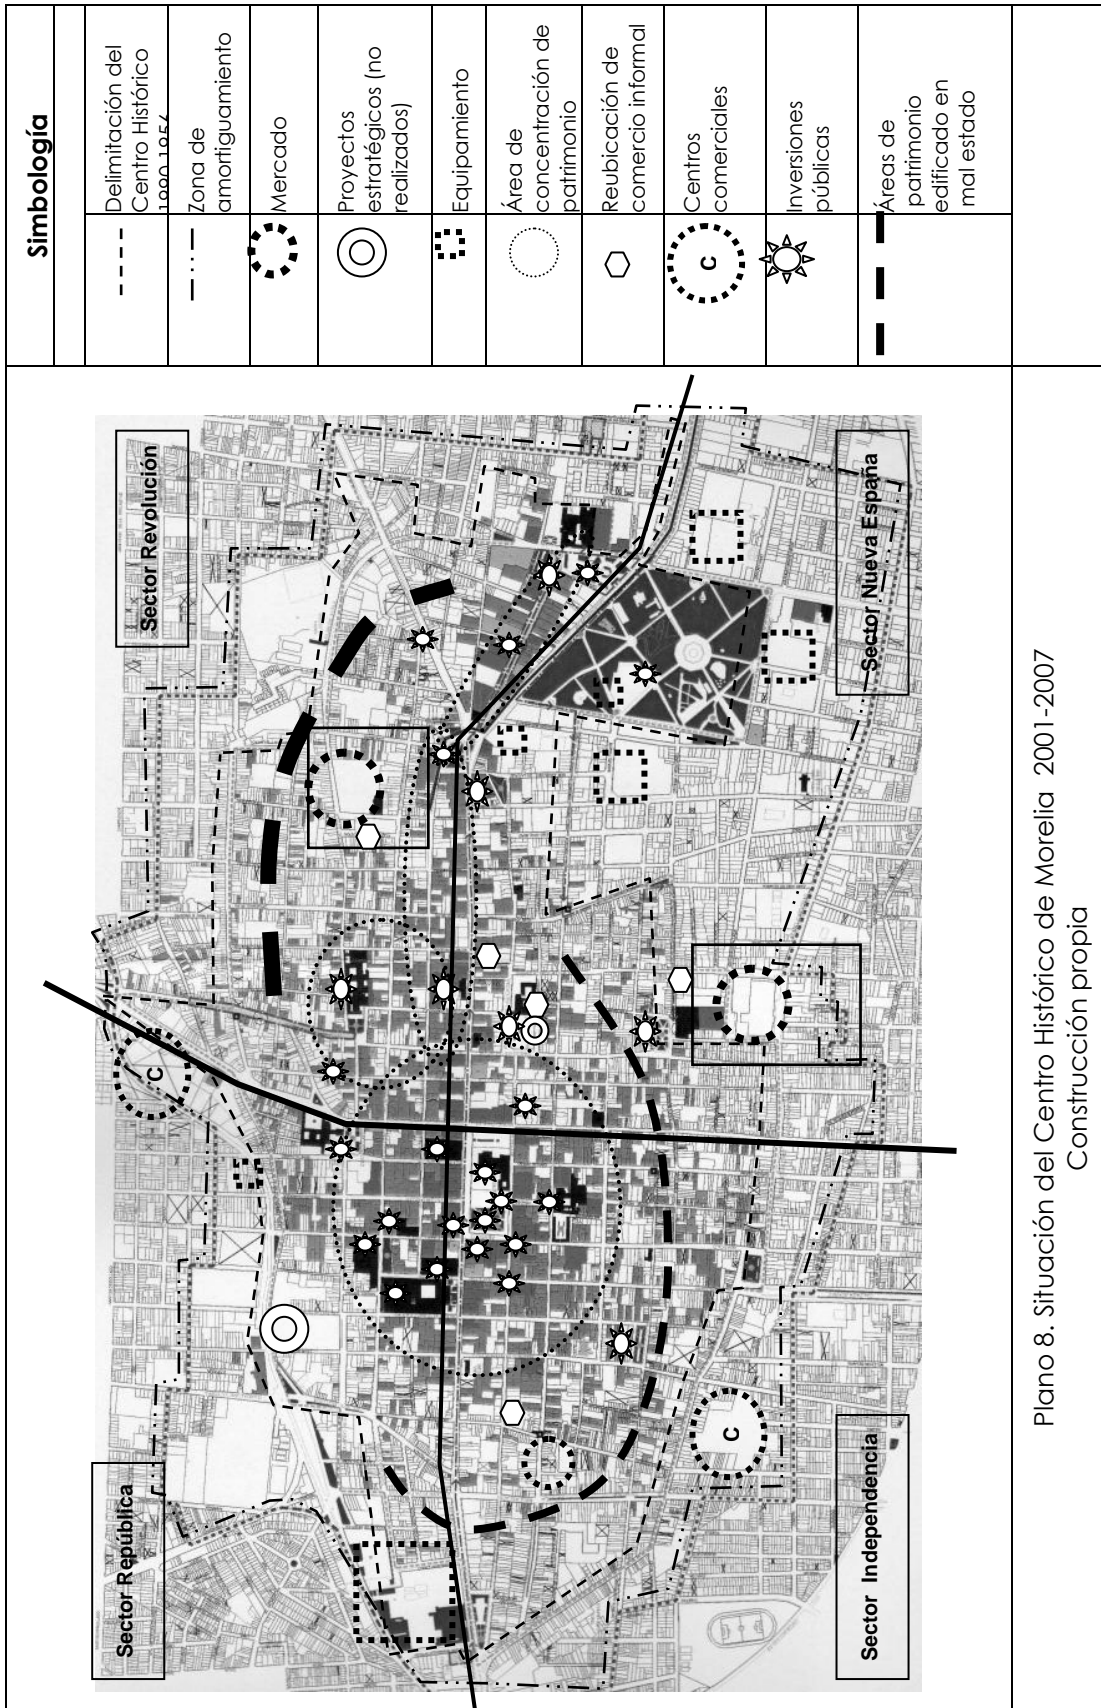 Simbología
Delimitación del
Centro Histórico
1990,1956
Zona de
amortiguamiento
Mercado
Proyectos
estratégicos (no
realizados)
Equipamiento
Área de
concentración de
patrimonio
Reubicación de
comercio informal
C
Centros
comerciales
Inversiones
públicas
Áreas de
patrimonio
edificado en
mal estado
Sector República
Sector Revolución
C
C
Sector Independencia
Sector Nueva España
Plano 8. Situación del Centro Histórico de Morelia 2001-2007
Construcción propia